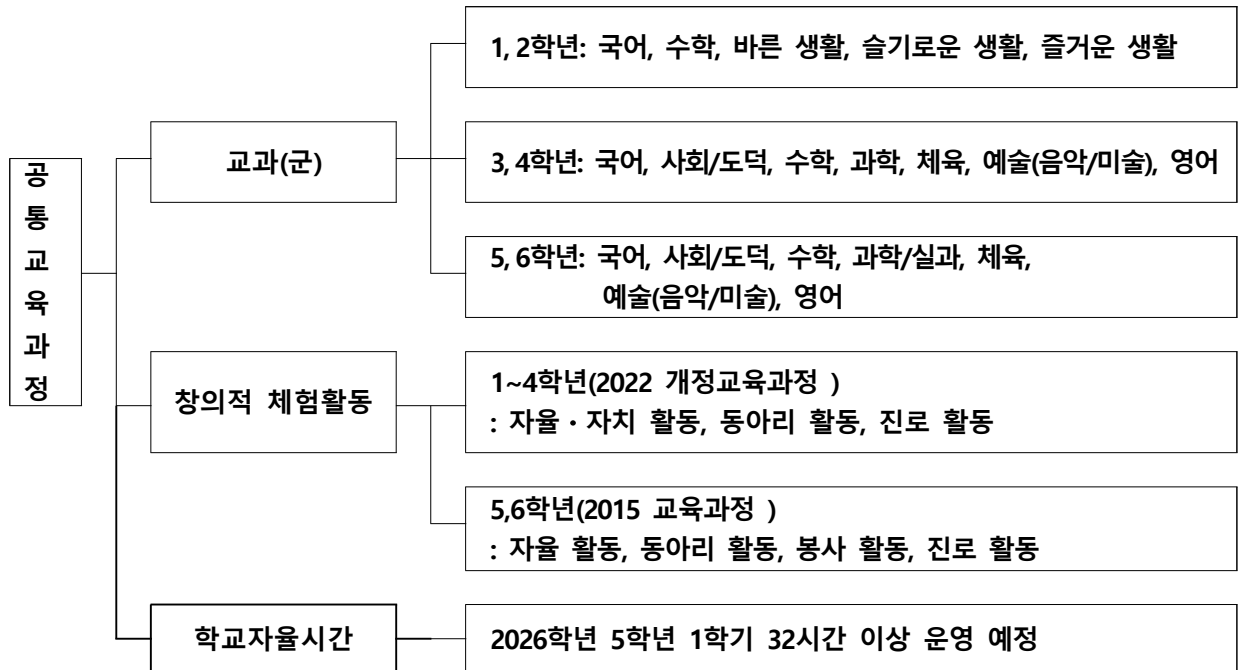 공통교육과정
교과(군)
1, 2학년: 국어, 수학, 바른 생활, 슬기로운 생활, 즐거운 생활
3, 4학년: 국어, 사회/도덕, 수학, 과학, 체육, 예술(음악/미술), 영어
5, 6학년: 국어, 사회/도덕, 수학, 과학/실과, 체육,
예술(음악/미술), 영어
창의적 체험활동
1~4학년(2022 개정교육과정 )
: 자율・자치 활동, 동아리 활동, 진로 활동
5,6학년(2015 교육과정 )
: 자율 활동, 동아리 활동, 봉사 활동, 진로 활동
학교자율시간
2026학년 5학년 1학기 32시간 이상 운영 예정